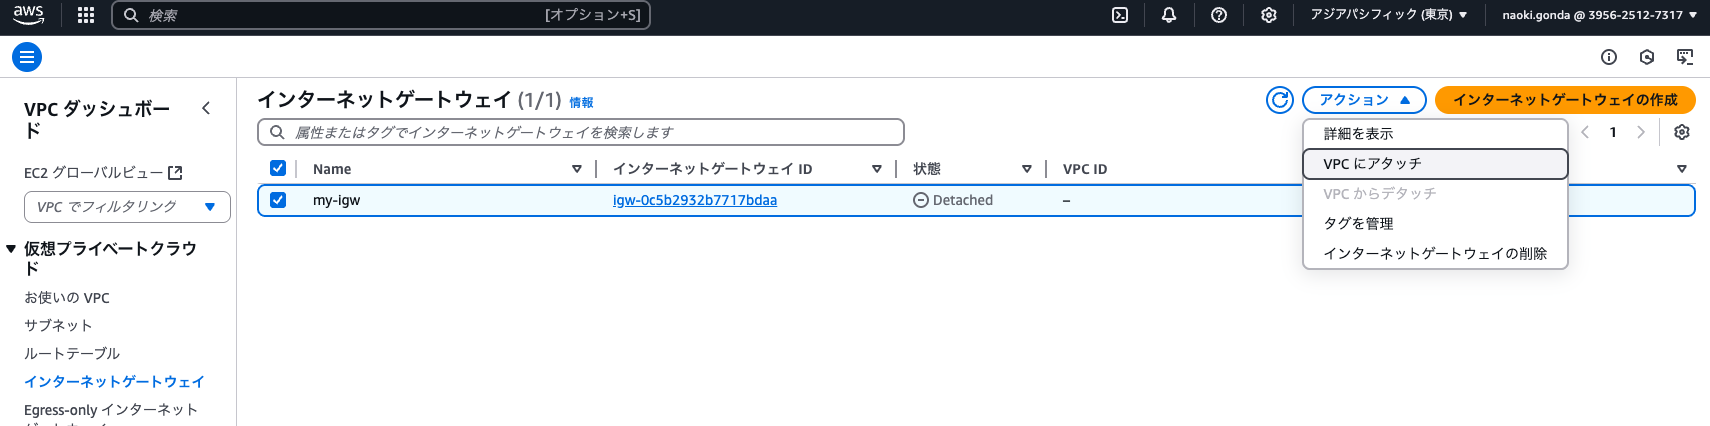 aws
検索
[オプション+S]
アジアパシフィック (東京)
naoki.gonda @ 3956-2512-7317
VPC ダッシュボー
ド
EC2 グローバルビュー
VPC でフィルタリング
仮想プライベートクラウ
ド
お使いの VPC
サブネット
ルートテーブル
インターネットゲートウェイ
Egress-only インターネット
インターネットゲートウェイ (1/1) 情報
アクション
インターネットゲートウェイの作成
属性またはタグでインターネットゲートウェイを検索します
1
詳細を表示
VPC にアタッチ
VPC からデタッチ
タグを管理
インターネットゲートウェイの削除
Name
インターネットゲートウェイ ID
状態
VPC ID
my-igw
igw-0c5b2932b7717bdaa
Detached
–